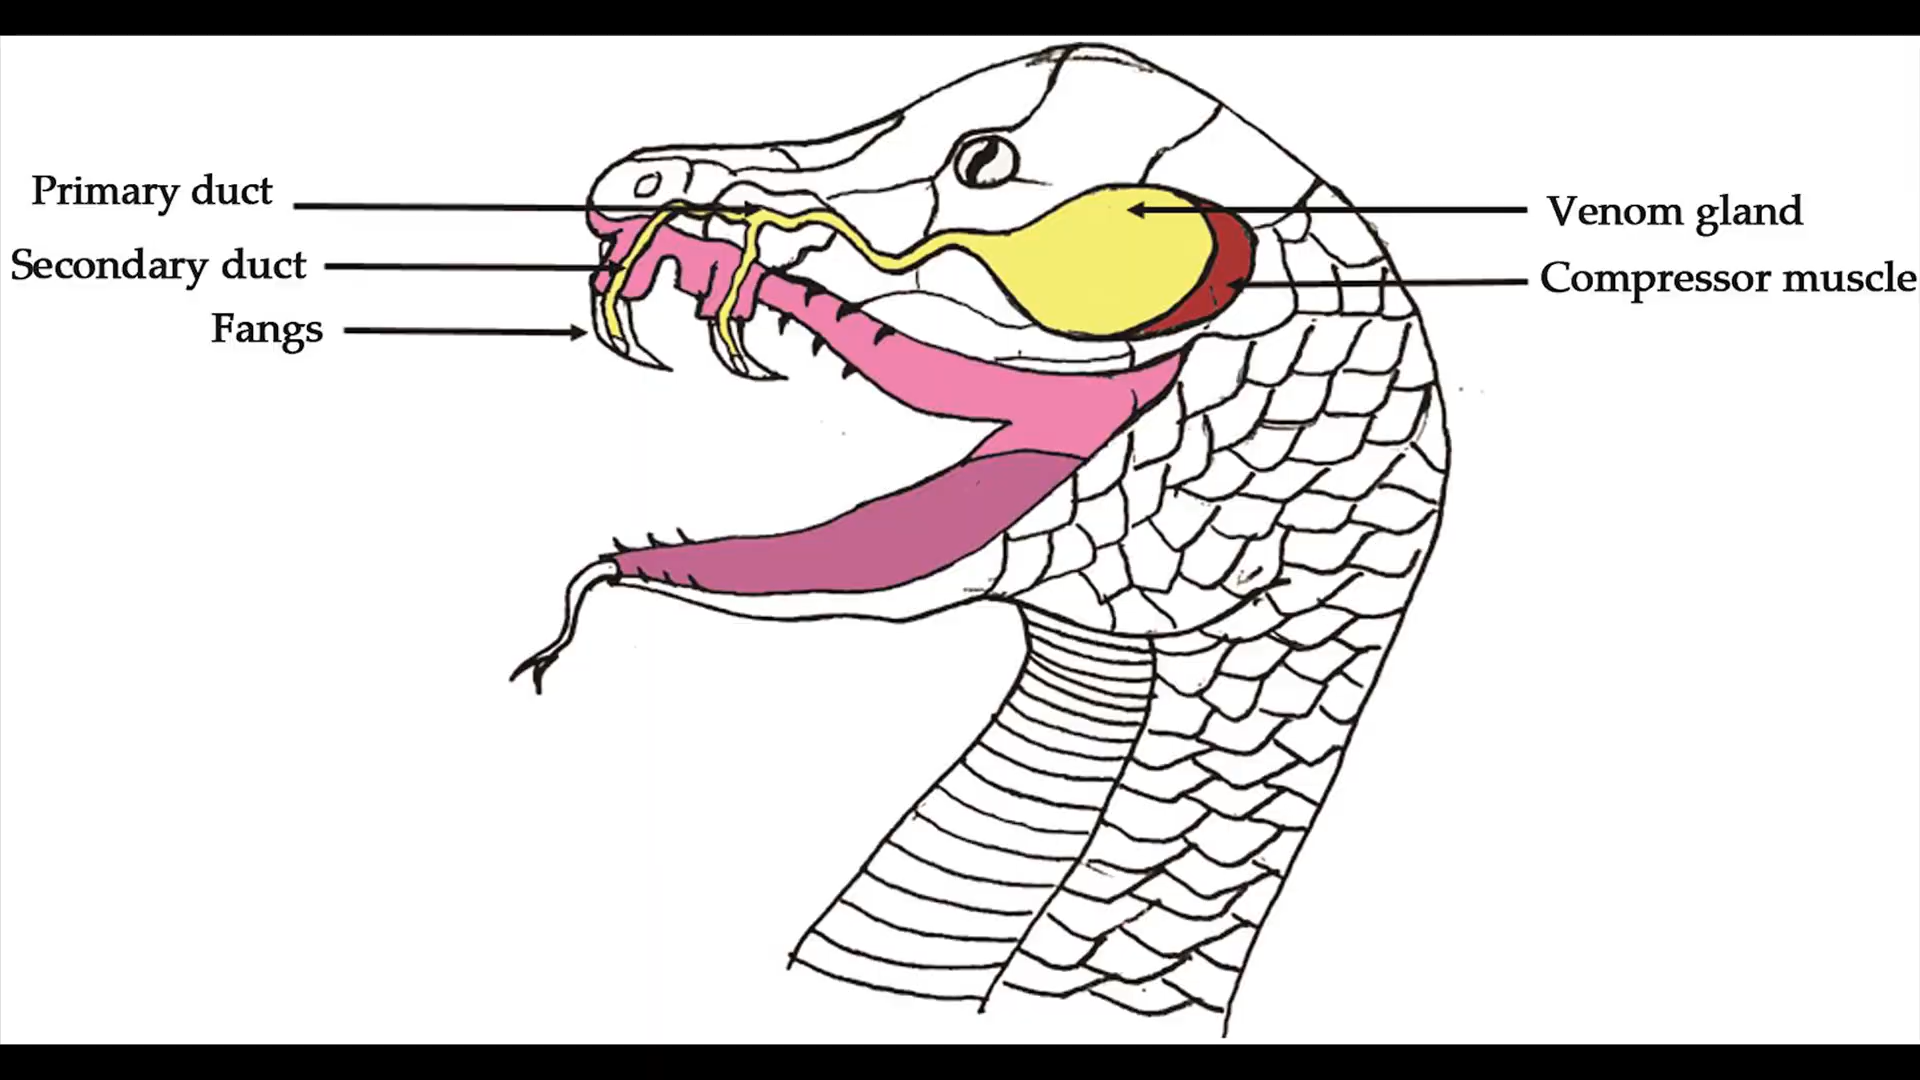 Primary duct
Secondary duct
Fangs
Venom gland
Compressor muscle